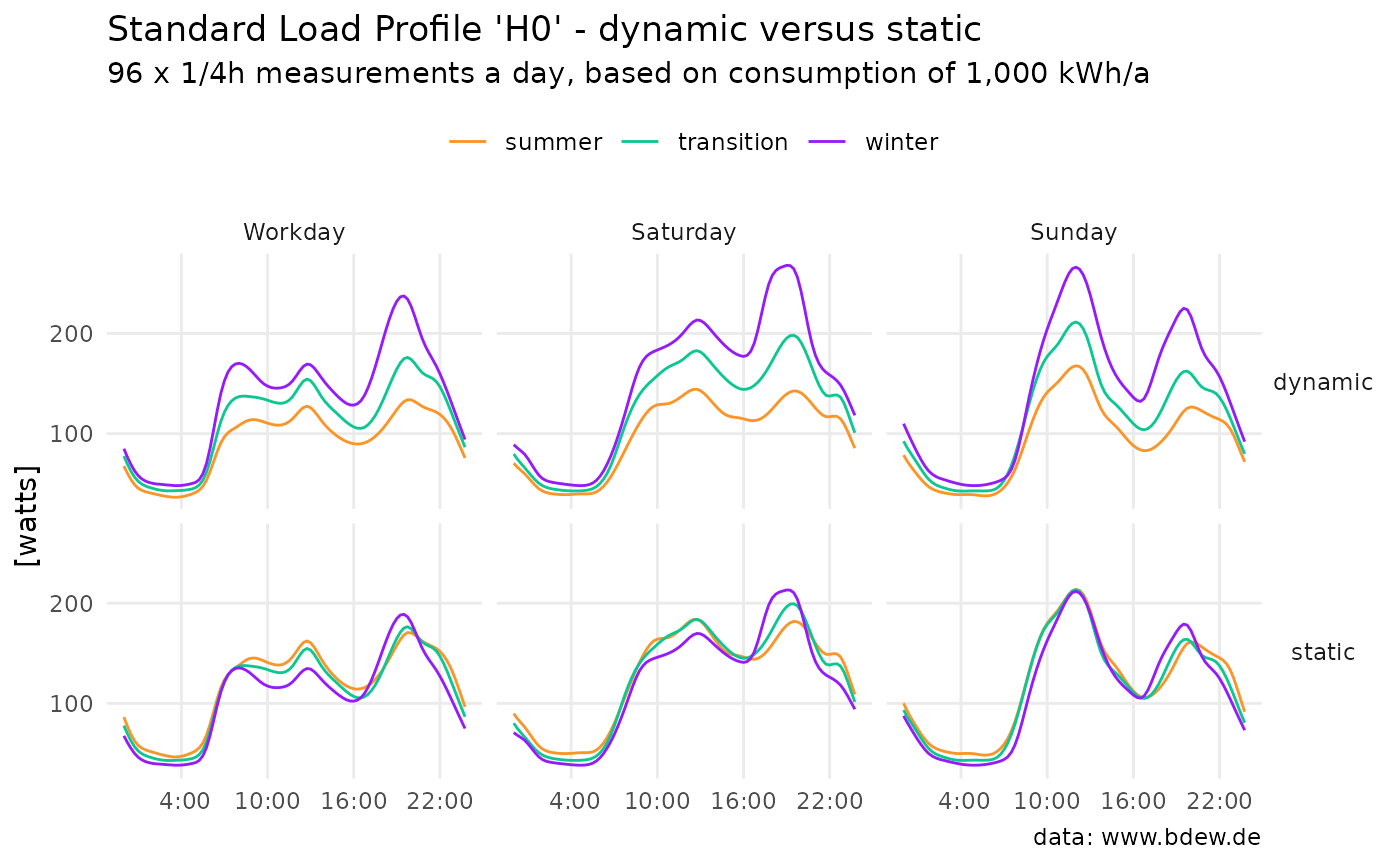 Standard Load Profile 'H0' - dynamic versus static
96 x 1/4h measurements a day, based on consumption of 1,000 kWh/a
summer transition winter
Workday Saturday Sunday
200
100
dynamic
[watts]
200
100
static
4:00 10:00 16:00 22:00 4:00 10:00 16:00 22:00 4:00 10:00 16:00 22:00
data: www.bdew.de